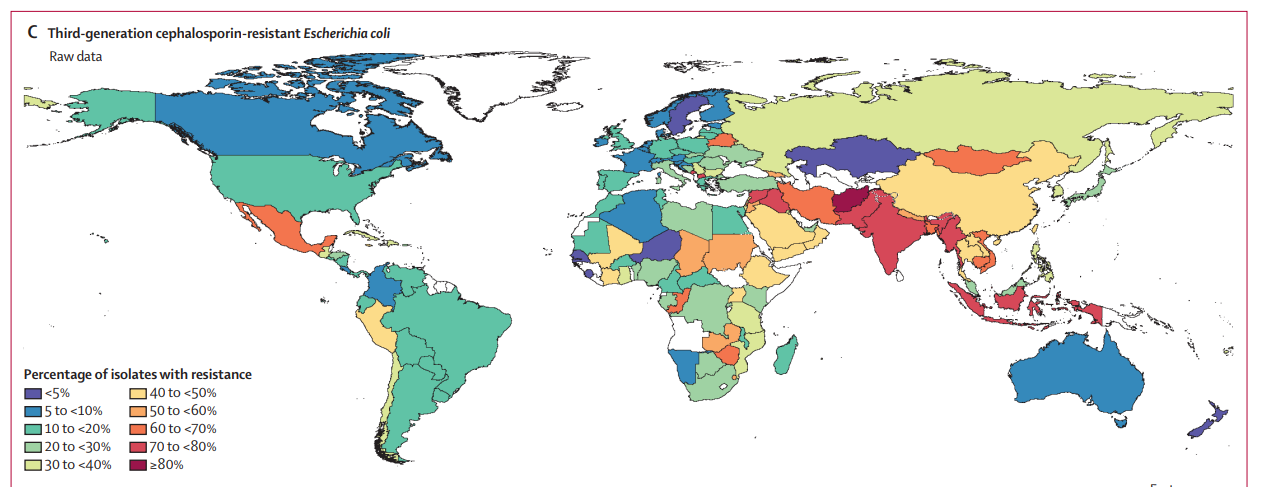 C Third-generation cephalosporin-resistant Escherichia coli
Raw data
Percentage of isolates with resistance
<5%
5 to <10%
10 to <20%
20 to <30%
30 to <40%
40 to <50%
50 to <60%
60 to <70%
70 to <80%
≥80%